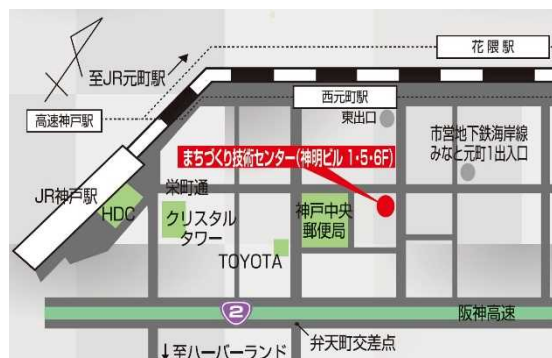 花隈駅
至JR元町駅
高速神戸駅
西元町駅
東出口
市営地下鉄海岸線
みなと元町1出入口
まちづくり技術センター(神明ビル 1・5・6F)
JR神戸駅
HDC
栄町通
クリスタル
タワー
神戸中央
郵便局
TOYOTA
2
阪神高速
弁天町交差点
↓至ハーバーランド